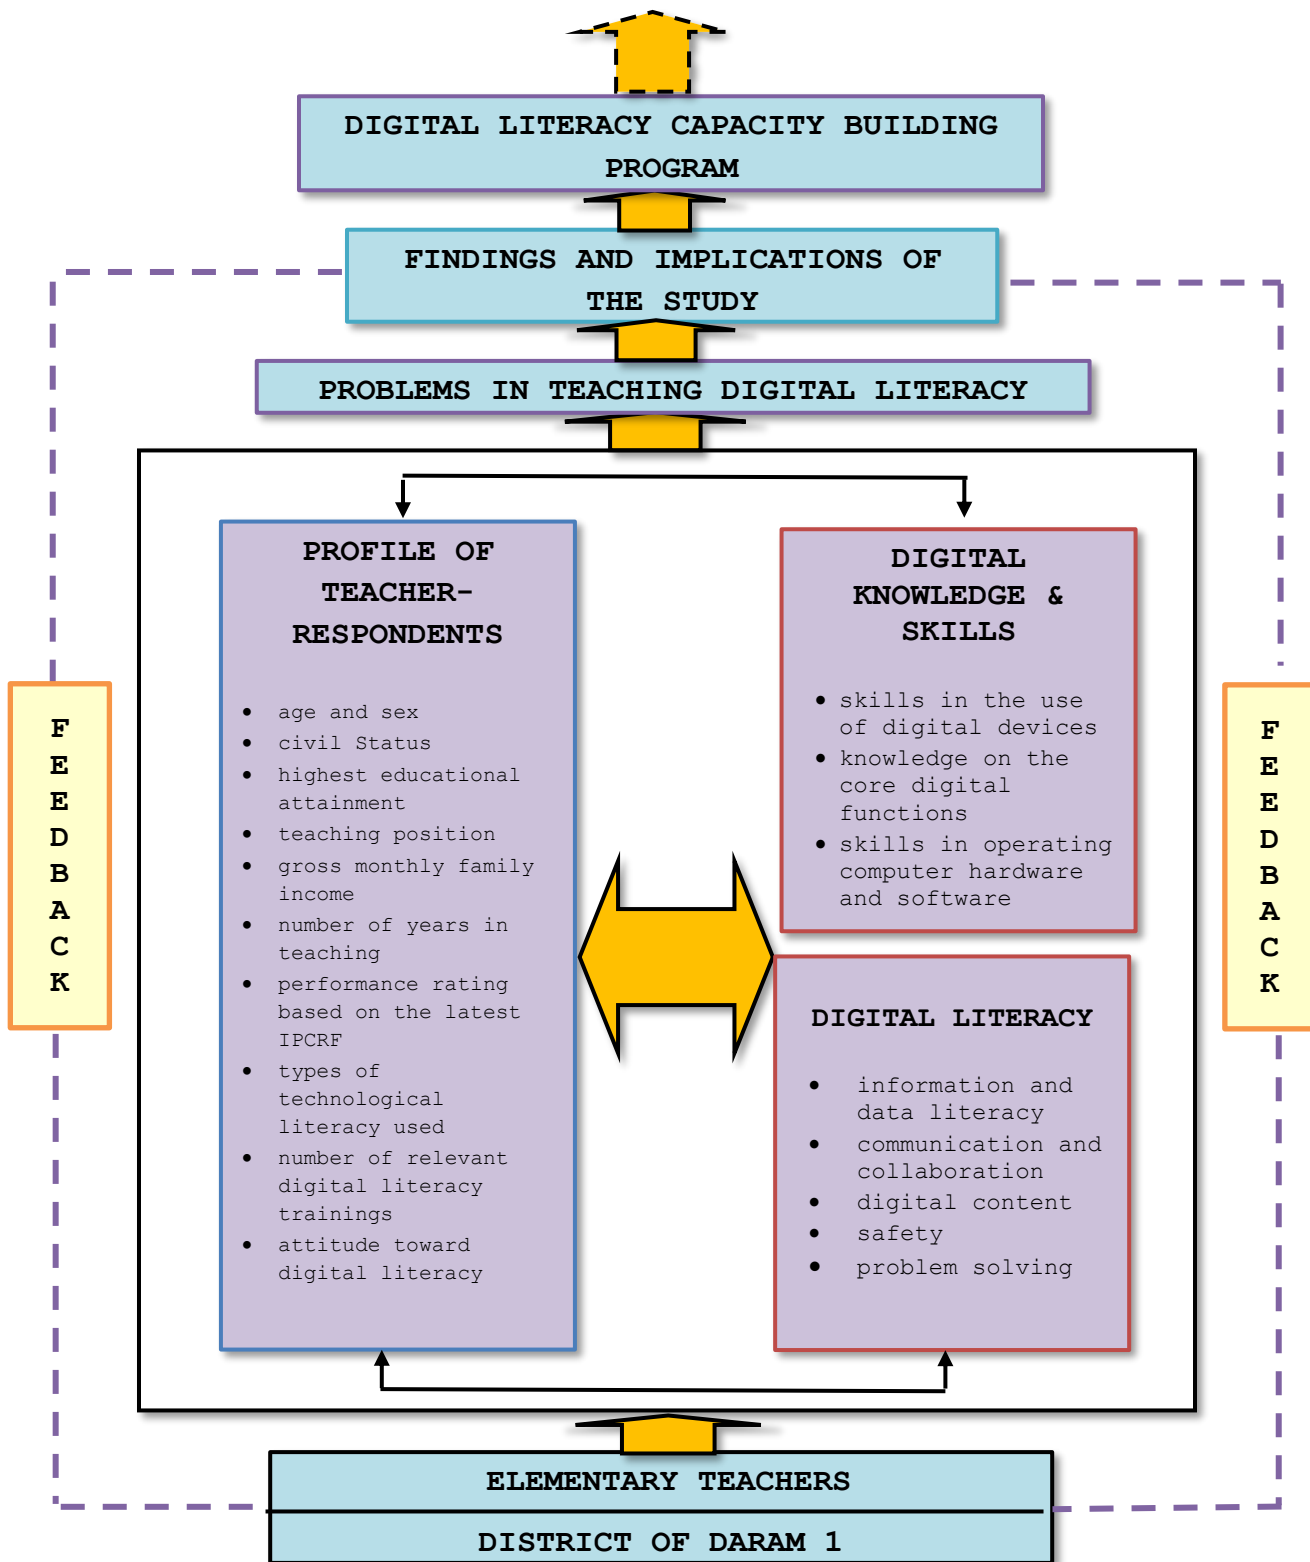 DIGITAL LITERACY CAPACITY BUILDING
PROGRAM
FINDINGS AND IMPLICATIONS OF
THE STUDY
PROBLEMS IN TEACHING DIGITAL LITERACY
PROFILE OF
TEACHER-
RESPONDENTS
• age and sex
• civil Status
• highest educational
attainment
• teaching position
• gross monthly family
income
• number of years in
teaching
• performance rating
based on the latest
IPCRF
• types of
technological
literacy used
• number of relevant
digital literacy
trainings
• attitude toward
digital literacy
DIGITAL
KNOWLEDGE &
SKILLS
• skills in the use
of digital devices
• knowledge on the
core digital
functions
• skills in operating
computer hardware
and software
DIGITAL LITERACY
• information and
data literacy
• communication and
collaboration
• digital content
• safety
• problem solving
F
E
E
D
B
A
C
K
F
E
E
D
B
A
C
K
ELEMENTARY TEACHERS
DISTRICT OF DARAM 1